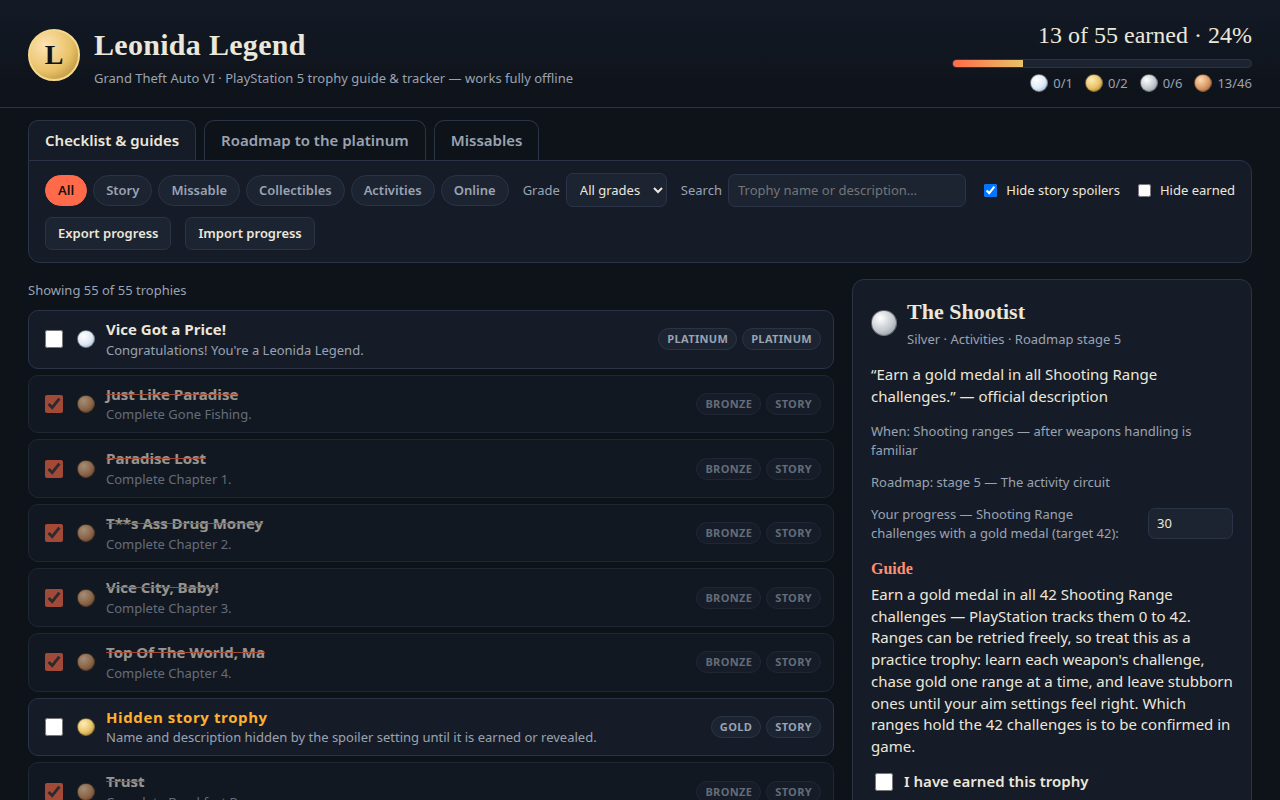 L
Leonida Legend
Grand Theft Auto VI · PlayStation 5 trophy guide & tracker — works fully offline
13 of 55 earned · 24%
0/1 0/2 0/6 13/46
Checklist & guides
Roadmap to the platinum
Missables
All Story Missable Collectibles Activities Online Grade All grades Search Trophy name or description... Hide story spoilers Hide earned
Export progress Import progress
Showing 55 of 55 trophies
Vice Got a Price!
Congratulations! You're a Leonida Legend.
PLATINUM PLATINUM
Just Like Paradise
Complete Gone Fishing.
BRONZE STORY
Paradise Lost
Complete Chapter 1.
BRONZE STORY
T**s Ass Drug Money
Complete Chapter 2.
BRONZE STORY
Vice City, Baby!
Complete Chapter 3.
BRONZE STORY
Top Of The World, Ma
Complete Chapter 4.
BRONZE STORY
Hidden story trophy
Name and description hidden by the spoiler setting until it is earned or revealed.
GOLD STORY
Trust
BRONZE STORY
The Shootist
Silver · Activities · Roadmap stage 5
“Earn a gold medal in all Shooting Range
challenges.” — official description
When: Shooting ranges — after weapons handling is
familiar
Roadmap: stage 5 — The activity circuit
Your progress — Shooting Range
challenges with a gold medal (target 42):
30
Guide
Earn a gold medal in all 42 Shooting Range
challenges — PlayStation tracks them 0 to 42.
Ranges can be retried freely, so treat this as a
practice trophy: learn each weapon's challenge,
chase gold one range at a time, and leave stubborn
ones until your aim settings feel right. Which
ranges hold the 42 challenges is to be confirmed in
game.
I have earned this trophy